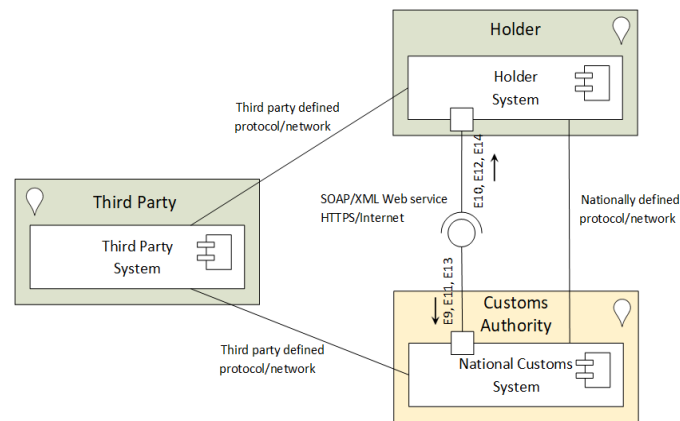 Holder
Holder
System
Third party defined
protocol/network
E10, E12, E14
SOAP/XML Web service
HTTPS/Internet
Nationally defined
protocol/network
Third Party
Third Party
System
E9, E11, E13
Customs
Authority
Third party defined
protocol/network
National Customs
System